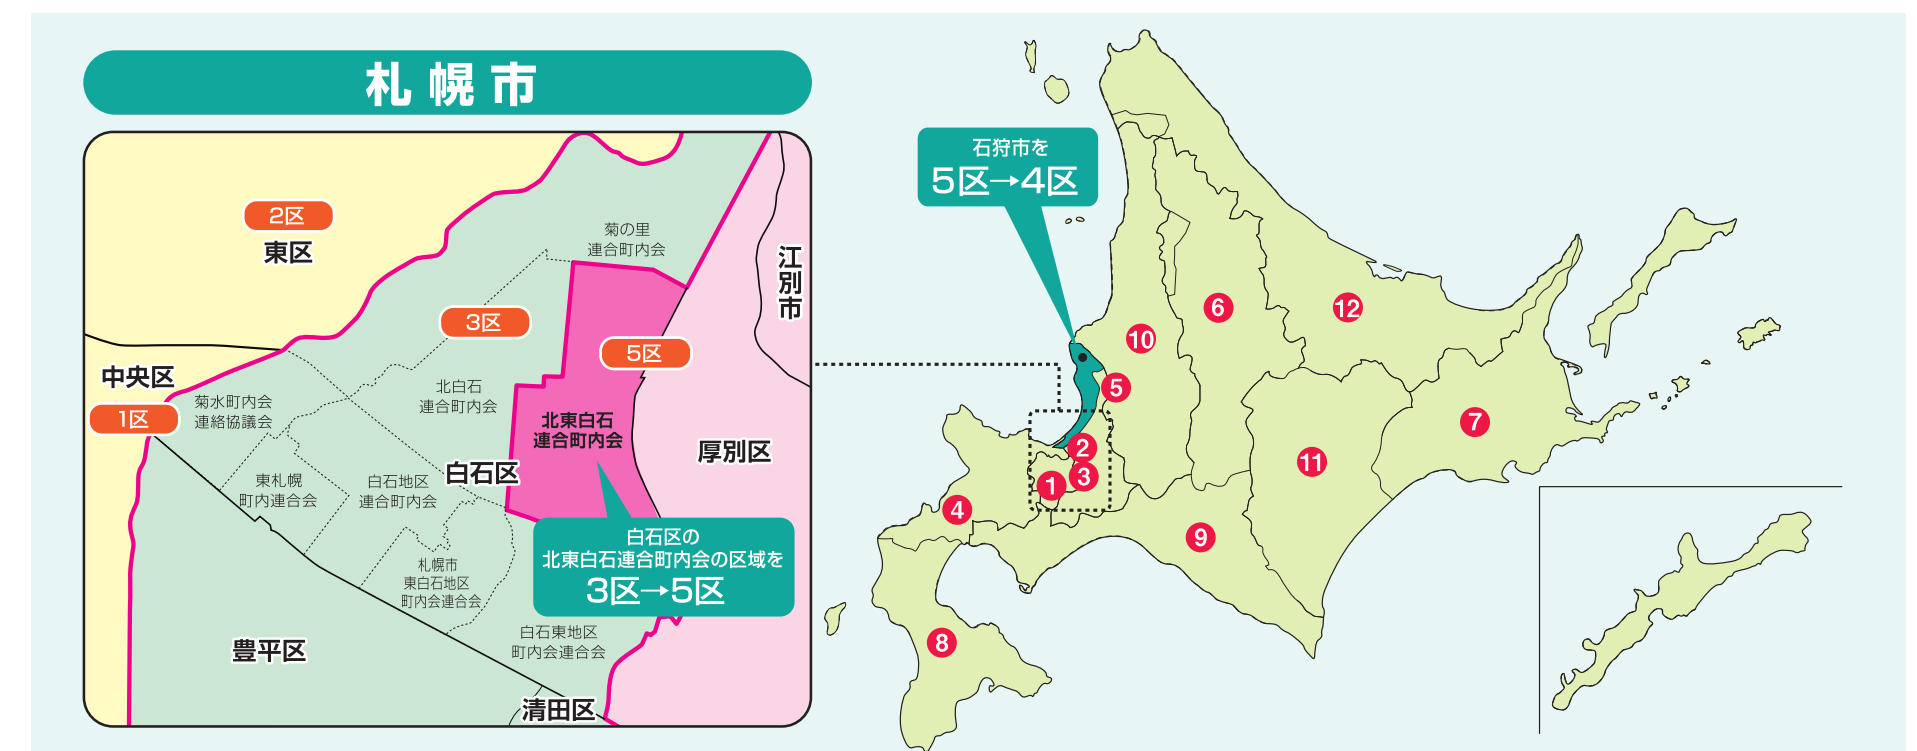 札幌市
2区
東区
菊の里
連合町内会
江別市
3区
5区
中央区
1区
菊水町内会
連絡協議会
北白石
連合町内会
北東白石
連合町内会
厚別区
白石区
東札幌
町内連合会
白石地区
連合町内会
札幌市
東白石地区
町内会連合会
白石区の
北東白石連合町内会の区域を
3区→5区
白石東地区
町内会連合会
豊平区
清田区
石狩市を
5区→4区
6
12
10
5
7
2
11
3
1
4
9
8